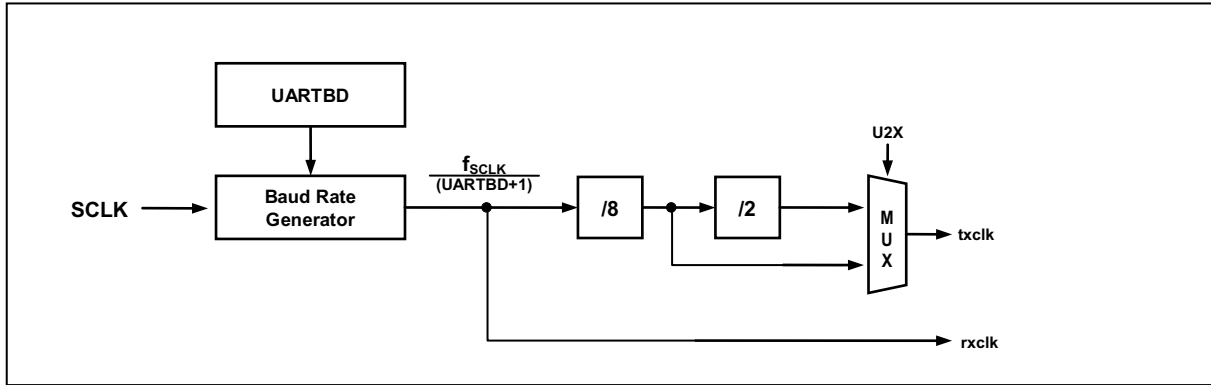 UARTBD
U2X
fSCLK
(UARTBD+1)
SCLK
Baud Rate
Generator
/8
/2
M
U
X
txclk
rxclk